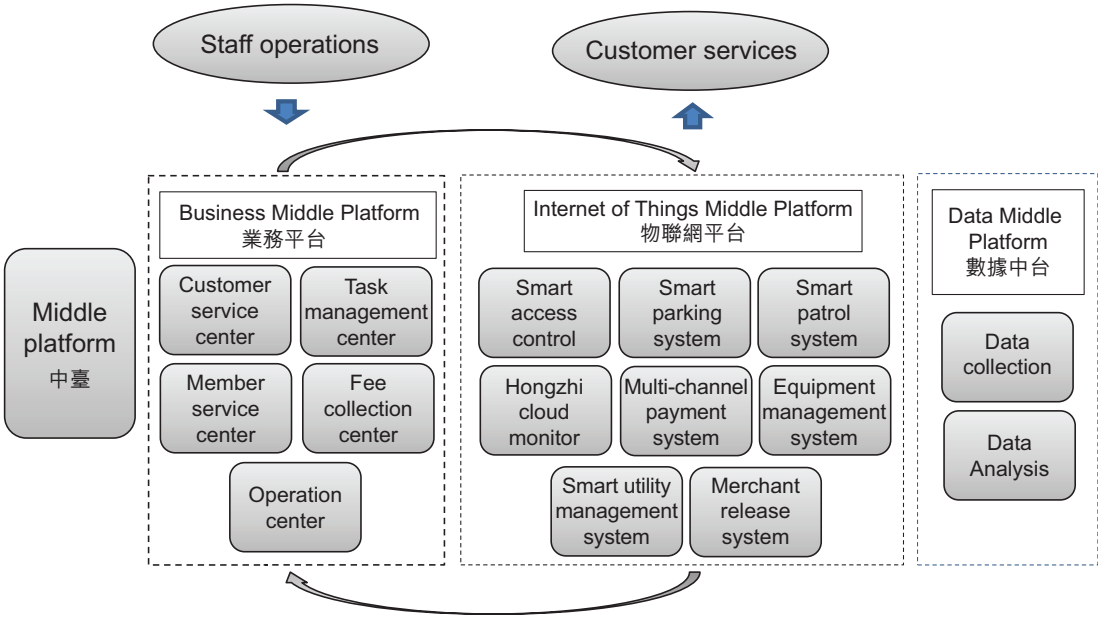 Staff operations
Customer services
Middle
platform
中臺
Business Middle Platform
業務平台
Customer
service
center
Task
management
center
Member
service
center
Fee
collection
center
Operation
center
Internet of Things Middle Platform
物聯網平台
Smart
access
control
Smart
parking
system
Smart
patrol
system
Hongzhi
cloud
monitor
Multi-channel
payment
system
Equipment
management
system
Smart utility
management
system
Merchant
release
system
Data Middle
Platform
數據中台
Data
collection
Data
Analysis